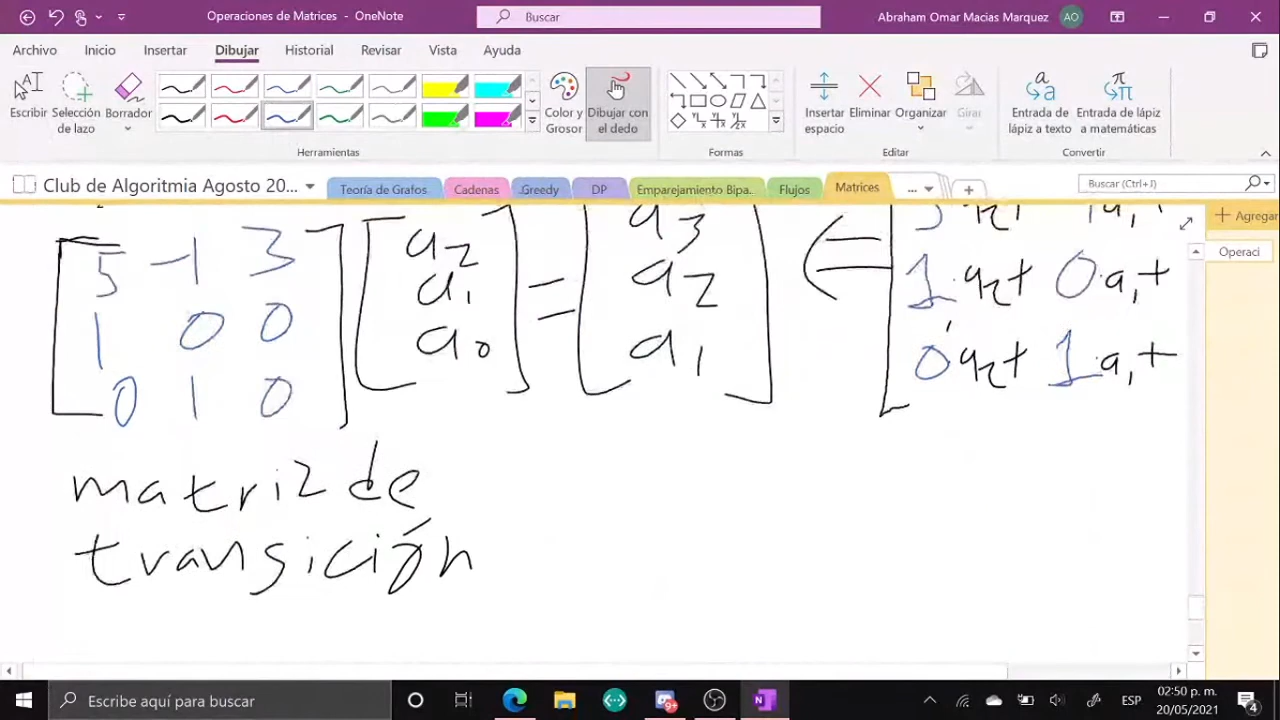 Operaciones de Matrices - OneNote
Buscar
Abraham Omar Macias Marquez AO
Archivo Inicio Insertar Dibujar Historial Revisar Vista Ayuda
Escribir
Selección de lazo
Borrador
Color y Grosor
Dibujar con el dedo
Insertar espacio
Eliminar
Organizar
Girar
Entrada de lápiz a texto
Entrada de lápiz a matemáticas
Herramientas
Formas
Editar
Convertir
Club de Algoritmia Agosto 20...
Teoría de Grafos
Cadenas
Greedy
DP
Emparejamiento Bipa...
Flujos
Matrices
...
Buscar (Ctrl+J)
Agregar
Operaci
5 -1 3
1 0 0
0 1 0
a2
a1
a0
=
a3
a2
a1
1·a2+ 0·a1+
0·a2+ 1·a1+
matriz de
transición
Escribe aquí para buscar
ESP
02:50 p. m.
20/05/2021
4